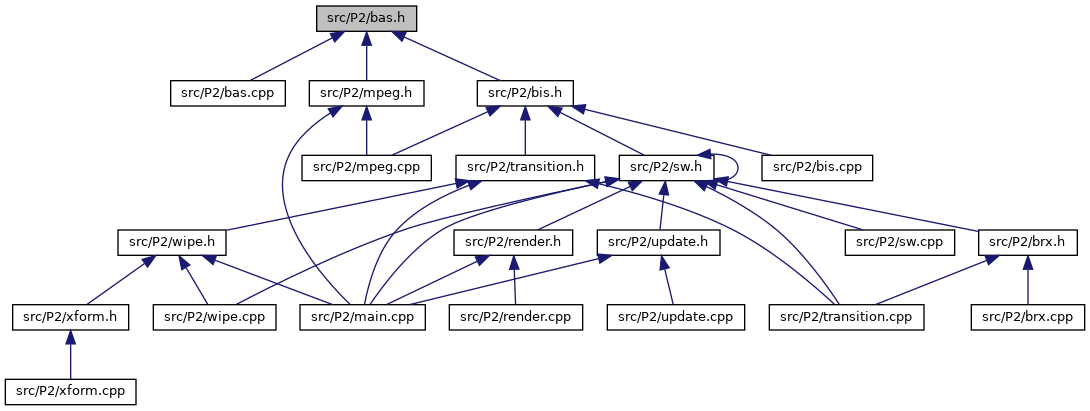 src/P2/bas.h
src/P2/bas.cpp
src/P2/mpeg.h
src/P2/bis.h
src/P2/mpeg.cpp
src/P2/transition.h
src/P2/sw.h
src/P2/bis.cpp
src/P2/wipe.h
src/P2/render.h
src/P2/update.h
src/P2/sw.cpp
src/P2/brx.h
src/P2/xform.h
src/P2/wipe.cpp
src/P2/main.cpp
src/P2/render.cpp
src/P2/update.cpp
src/P2/transition.cpp
src/P2/brx.cpp
src/P2/xform.cpp